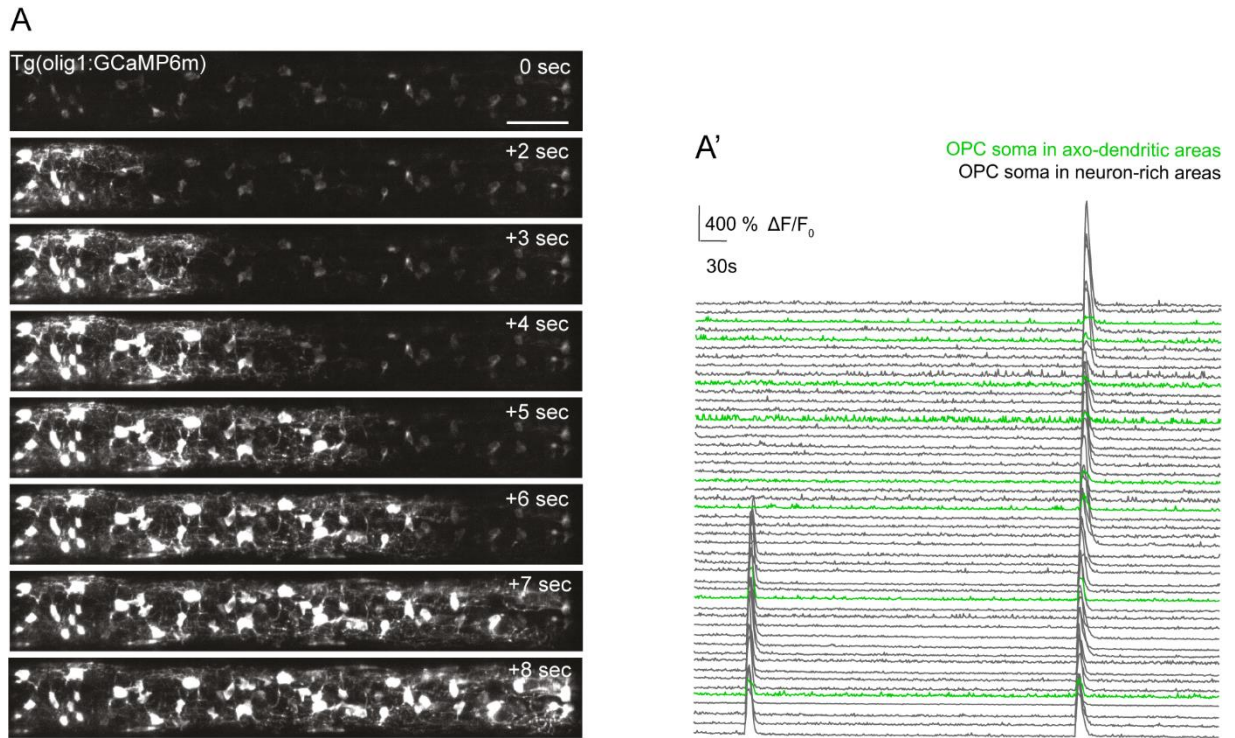 A
Tg(olig1:GCaMP6m)
0 sec
+2 sec
+3 sec
+4 sec
+5 sec
+6 sec
+7 sec
+8 sec
A'
OPC soma in axo-dendritic areas
OPC soma in neuron-rich areas
400 % ΔF/F₀
30s